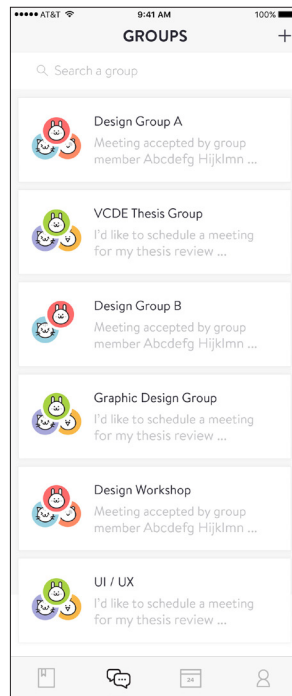 AT&T 9:41 AM 100%
GROUPS +
Search a group
Design Group A
Meeting accepted by group
member Abcdefg Hijklmn ...
VCDE Thesis Group
I'd like to schedule a meeting
for my thesis review ...
Design Group B
Meeting accepted by group
member Abcdefg Hijklmn ...
Graphic Design Group
I'd like to schedule a meeting
for my thesis review ...
Design Workshop
Meeting accepted by group
member Abcdefg Hijklmn ...
UI / UX
I'd like to schedule a meeting
for my thesis review ...
24